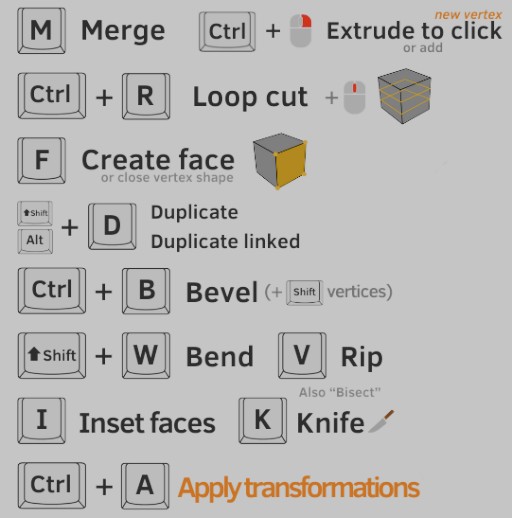 new vertex
M Merge Ctrl + Extrude to click
or add
Ctrl + R Loop cut +
F Create face
or close vertex shape
Shift Duplicate
Alt + D Duplicate linked
Ctrl + B Bevel (+ Shift vertices)
Shift + W Bend V Rip
Also “Bisect”
I Inset faces K Knife
Ctrl + A Apply transformations